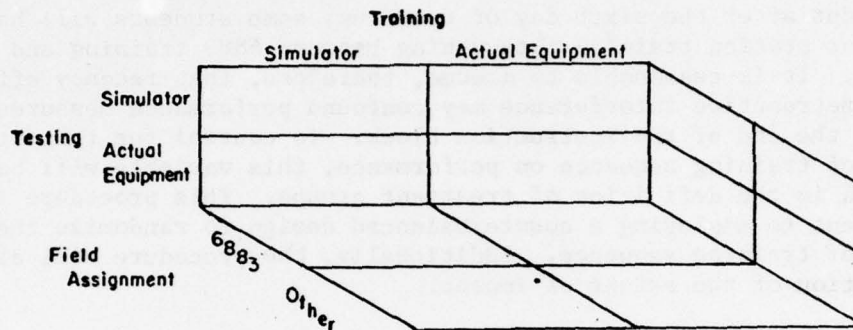 Training
Simulator Actual Equipment
Simulator
Testing
Actual
Equipment
Field
Assignment
6883
Other